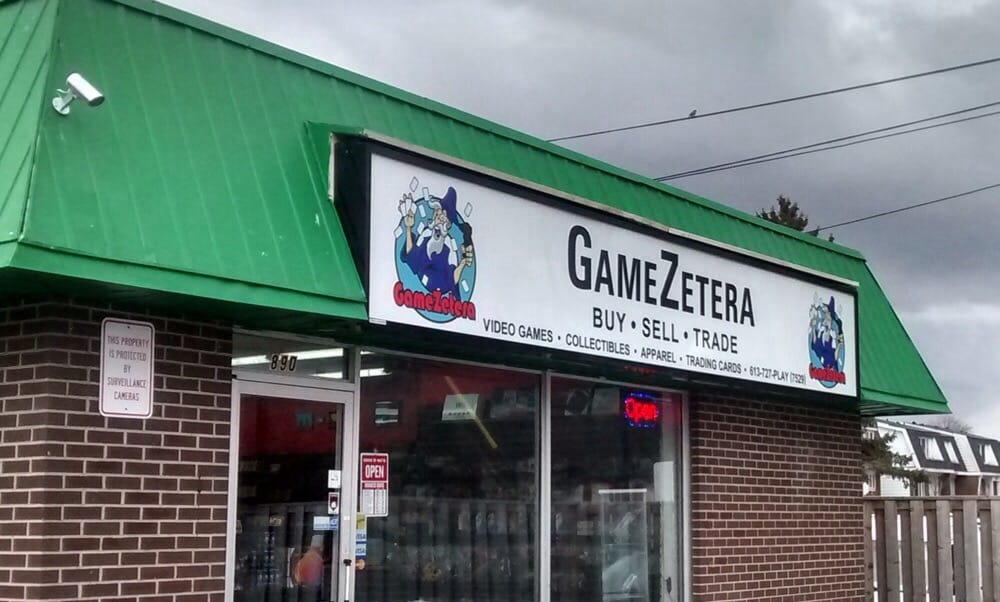 GAMEZETERA
BUY • SELL • TRADE
VIDEO GAMES • COLLECTIBLES • APPAREL • TRADING CARDS • 613-727-PLAY (7529)
GameZetera
GameZetera
THIS PROPERTY
IS PROTECTED
BY
SURVEILLANCE
CAMERAS
890
OPEN
Open
VISA